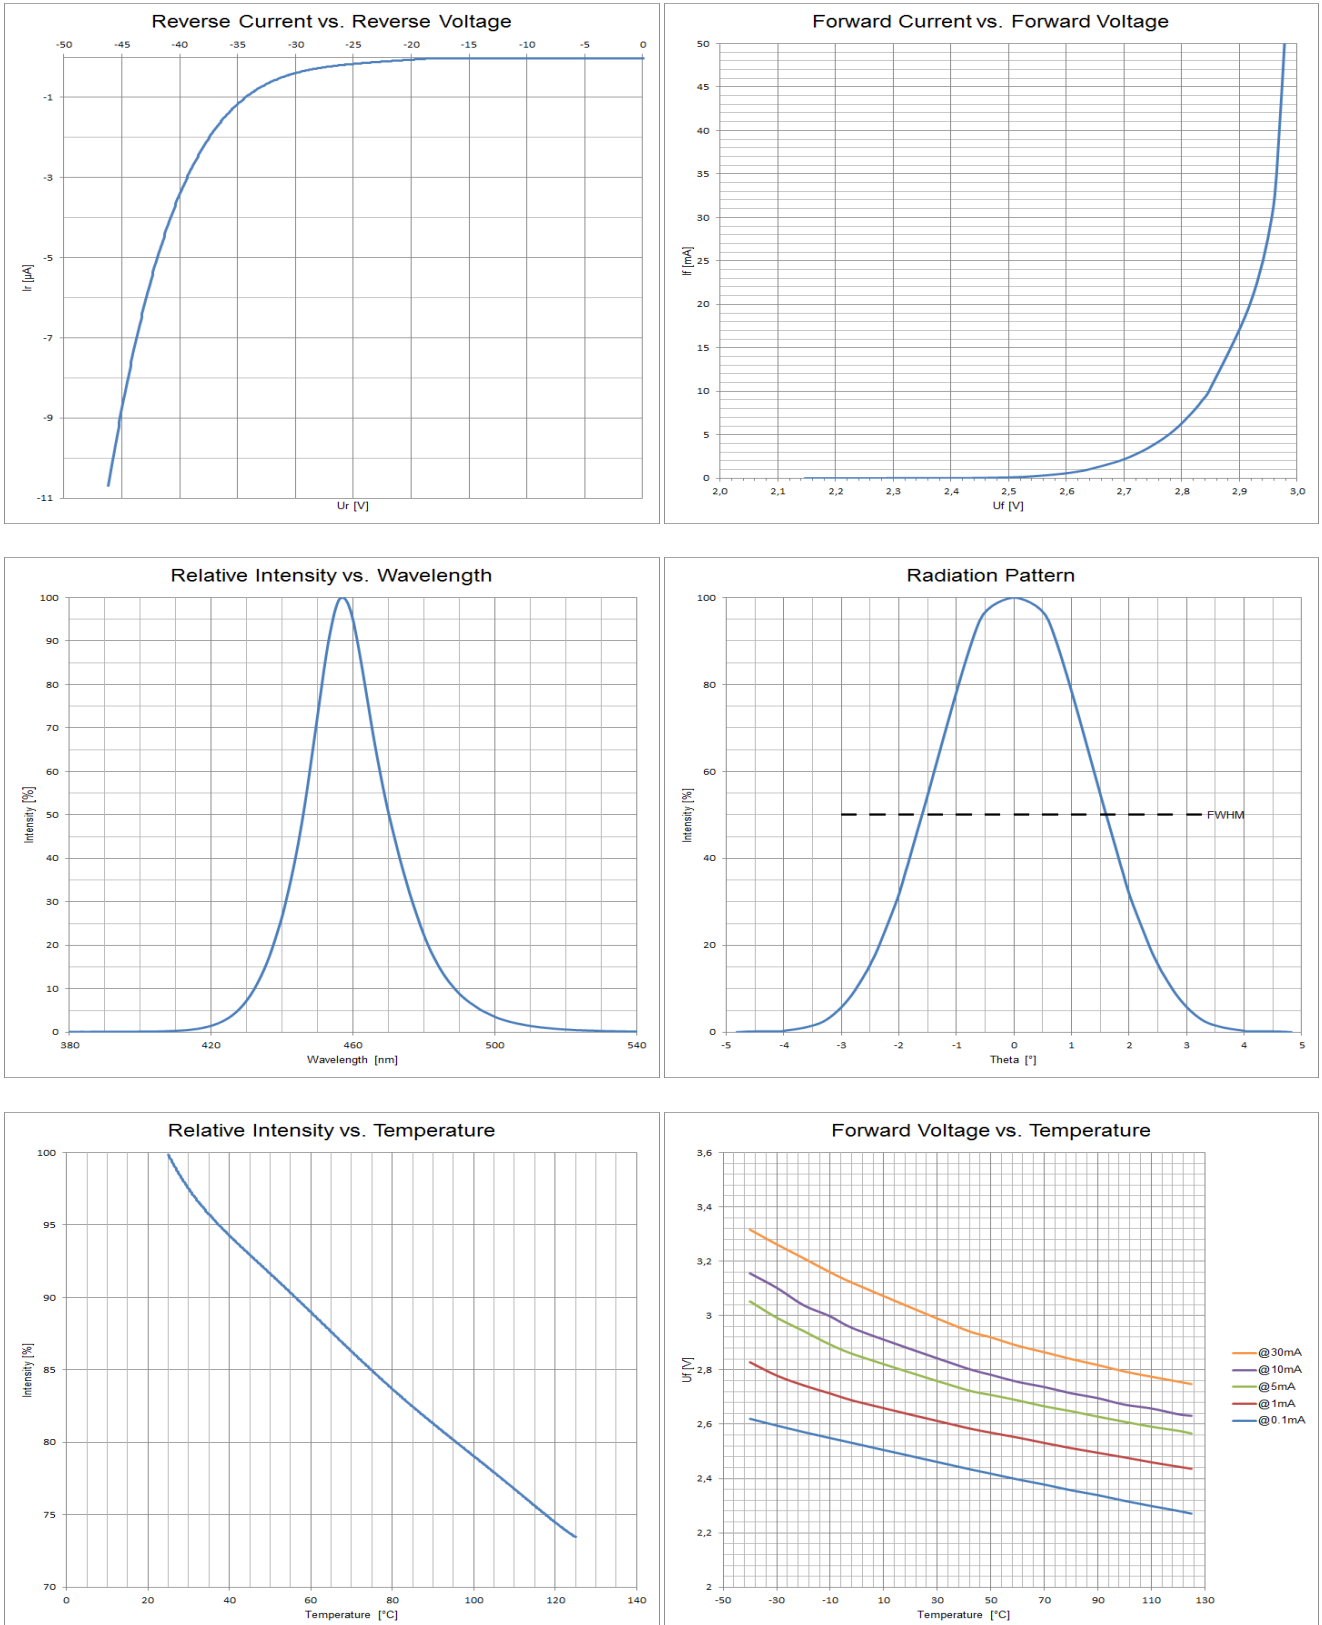 Reverse Current vs. Reverse Voltage
-50 -45 -40 -35 -30 -25 -20 -15 -10 -5 0
-1
-3
-5
-7
-9
-11
Ir [µA]
Ur [V]
Forward Current vs. Forward Voltage
50
45
40
35
30
25
20
15
10
5
0
If [mA]
2,0 2,1 2,2 2,3 2,4 2,5 2,6 2,7 2,8 2,9 3,0
Uf [V]
Relative Intensity vs. Wavelength
100
90
80
70
60
50
40
30
20
10
0
Intensity [%]
380 420 460 500 540
Wavelength [nm]
Radiation Pattern
100
80
60
40
20
0
Intensity [%]
FWHM
-5 -4 -3 -2 -1 0 1 2 3 4 5
Theta [°]
Relative Intensity vs. Temperature
100
95
90
85
80
75
70
Intensity [%]
0 20 40 60 80 100 120 140
Temperature [°C]
Forward Voltage vs. Temperature
3,6
3,4
3,2
3
2,8
2,6
2,4
2,2
2
Uf [V]
-50 -30 -10 10 30 50 70 90 110 130
Temperature [°C]
@30mA
@10mA
@5mA
@1mA
@0.1mA